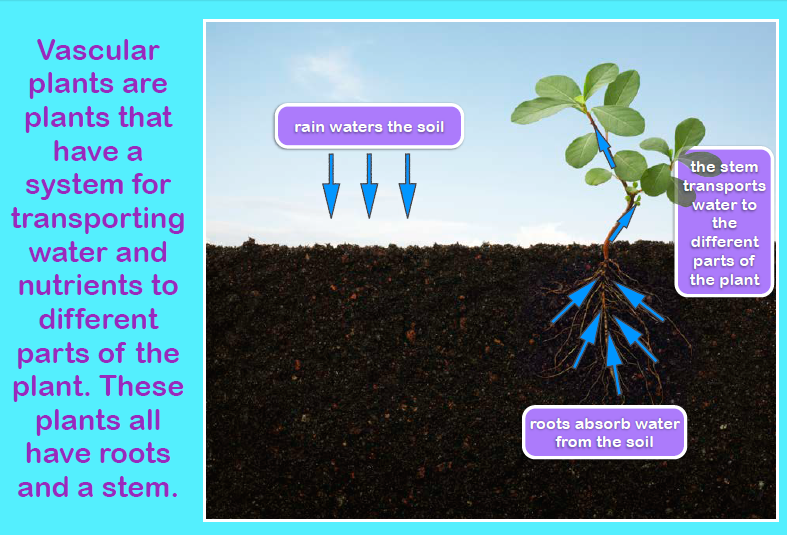 Vascular
plants are
plants that
have a
system for
transporting
water and
nutrients to
different
parts of the
plant. These
plants all
have roots
and a stem.
rain waters the soil
the stem
transports
water to
the
different
parts of
the plant
roots absorb water
from the soil